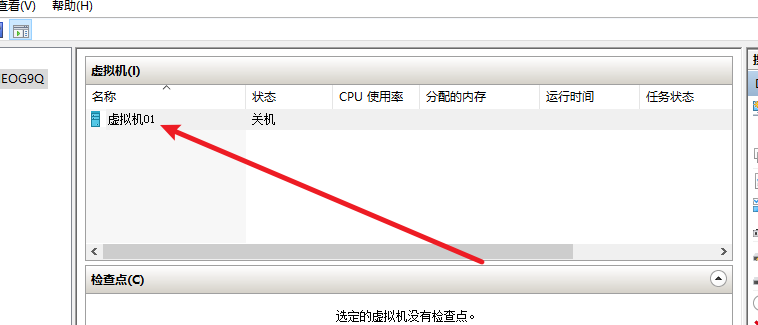 查看(V) 帮助(H)
EOG9Q
虚拟机(I)
名称 状态 CPU 使用率 分配的内存 运行时间 任务状态
虚拟机01 关机
检查点(C)
选定的虚拟机没有检查点。